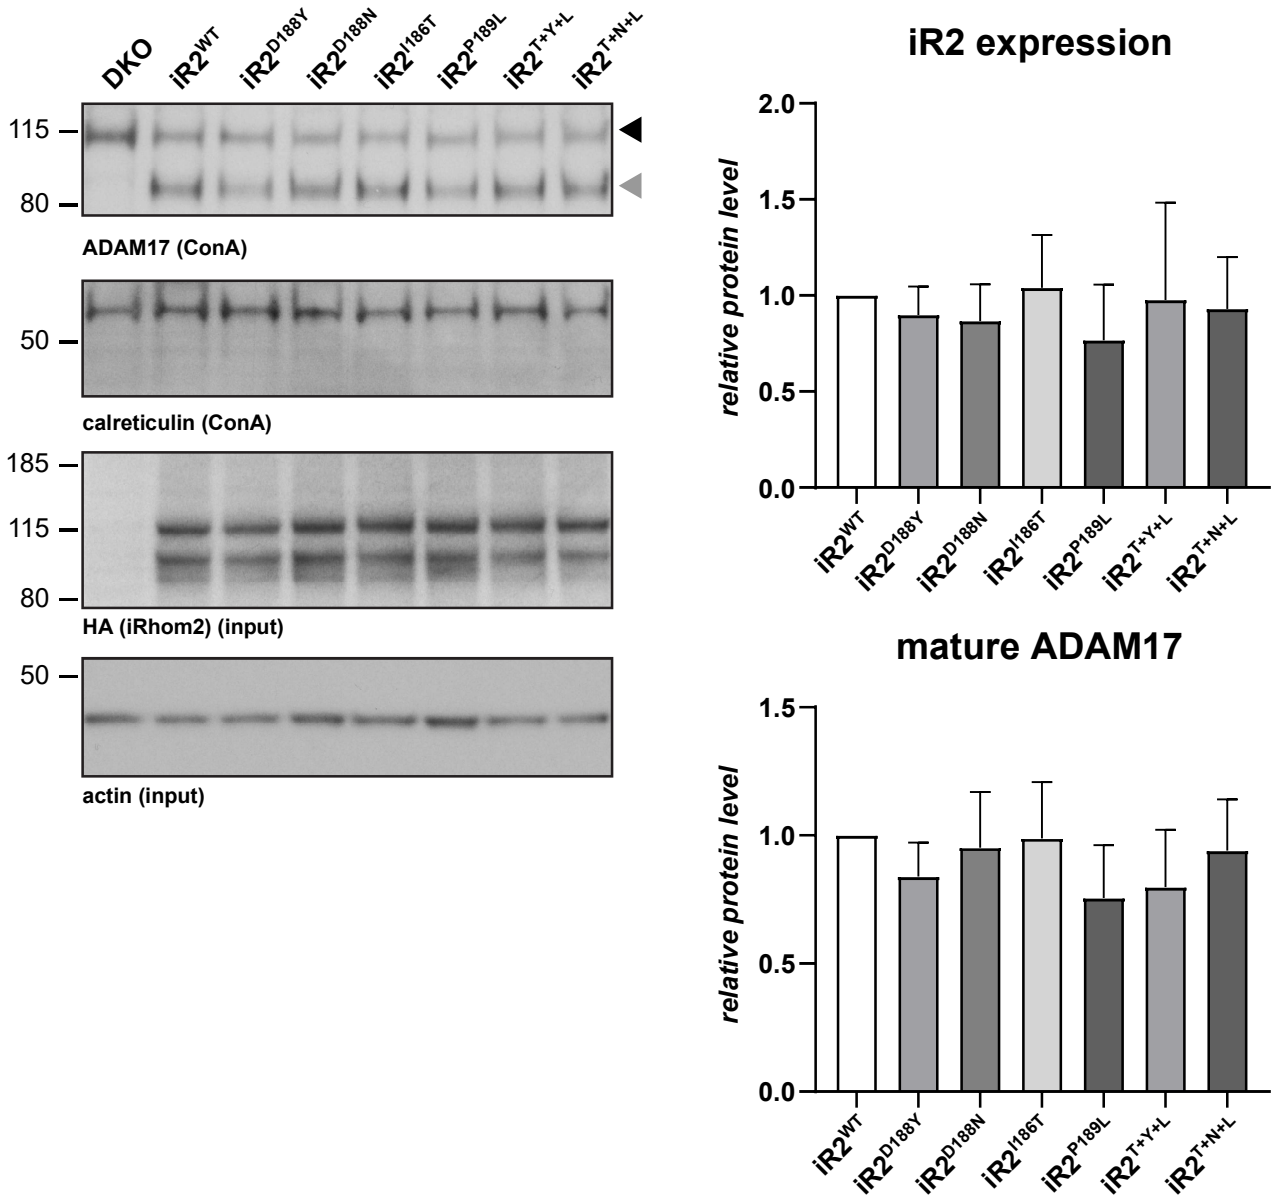 DKO iR2WT iR2D188Y iR2D188N iR2I186T iR2P189L iR2T+Y+L iR2T+N+L
115
80
ADAM17 (ConA)
50
calreticulin (ConA)
185
115
80
HA (iRhom2) (input)
50
actin (input)
iR2 expression
relative protein level
2.0
1.5
1.0
0.5
0.0
iR2WT iR2D188Y iR2D188N iR2I186T iR2P189L iR2T+Y+L iR2T+N+L
mature ADAM17
relative protein level
1.5
1.0
0.5
0.0
iR2WT iR2D188Y iR2D188N iR2I186T iR2P189L iR2T+Y+L iR2T+N+L